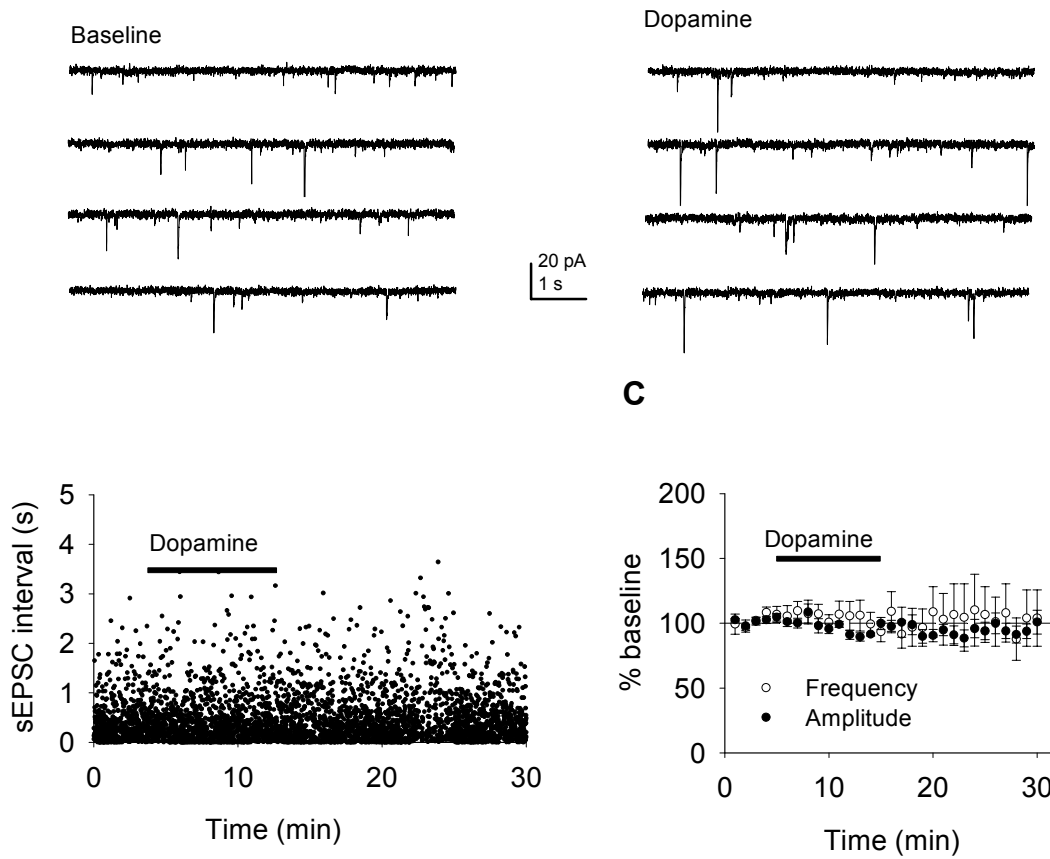 Baseline
Dopamine
20 pA
1 s
C
sEPSC interval (s)
5
4
3
2
1
0
Dopamine
0
10
20
30
Time (min)
% baseline
200
150
100
50
0
Dopamine
Frequency
Amplitude
0
10
20
30
Time (min)